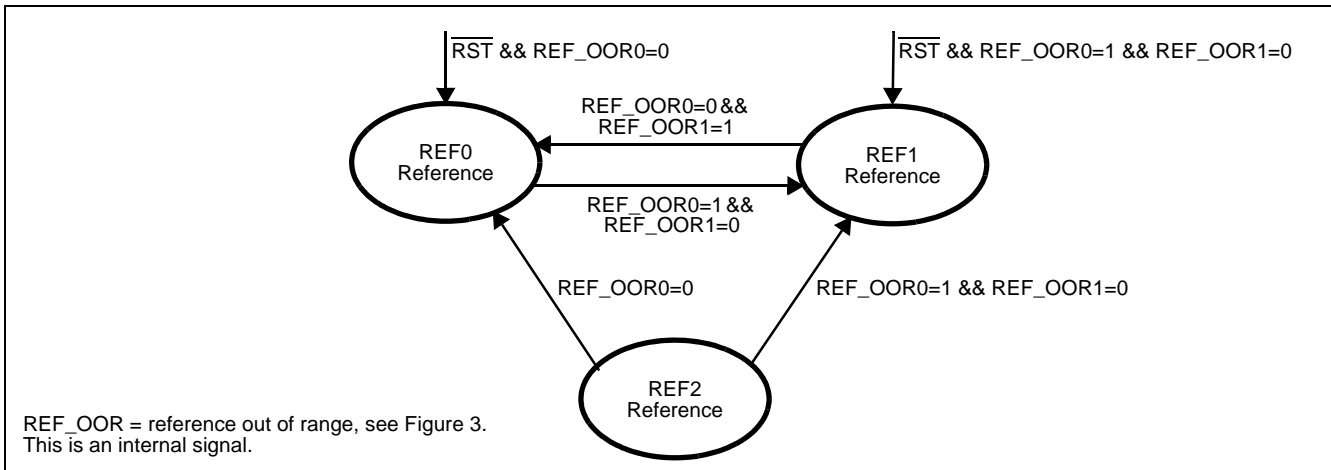 RST && REF_OOR0=0
RST && REF_OOR0=1 && REF_OOR1=0
REF_OOR0=0 &&
REF_OOR1=1
REF0
Reference
REF1
Reference
REF_OOR0=1 &&
REF_OOR1=0
REF_OOR0=0
REF_OOR0=1 && REF_OOR1=0
REF2
Reference
REF_OOR = reference out of range, see Figure 3.
This is an internal signal.